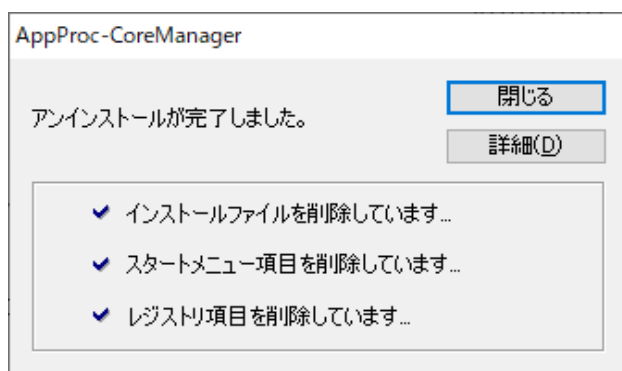 AppProc-CoreManager
アンインストールが完了しました。
閉じる
詳細(D)
インストールファイルを削除しています...
スタートメニュー項目を削除しています...
レジストリ項目を削除しています...